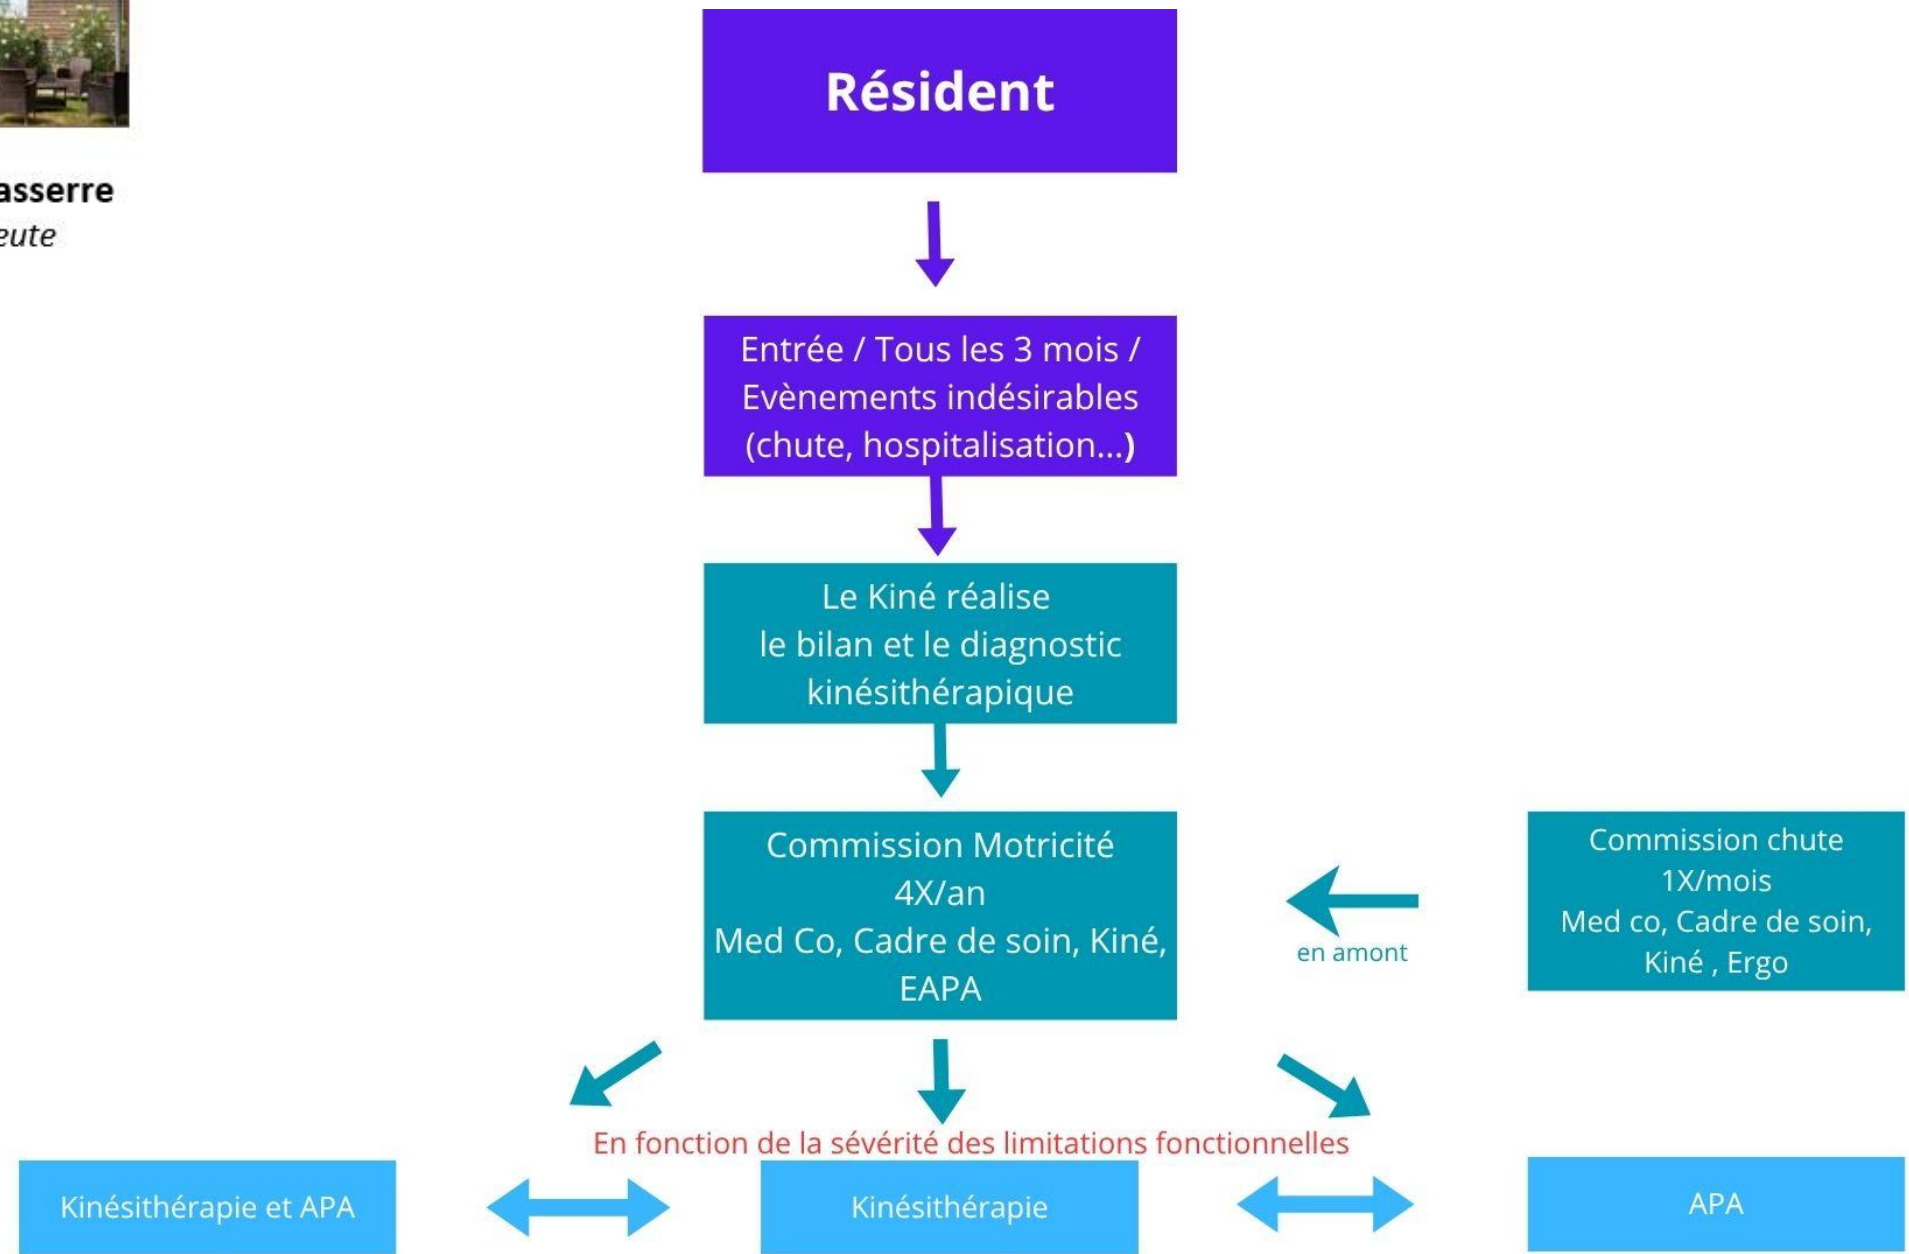 asserre
eute
Résident
Entrée / Tous les 3 mois /
Evènements indésirables
(chute, hospitalisation...)
Le Kiné réalise
le bilan et le diagnostic
kinésithérapique
Commission Motricité
4X/an
Med Co, Cadre de soin, Kiné,
EAPA
en amont
Commission chute
1X/mois
Med co, Cadre de soin,
Kiné , Ergo
En fonction de la sévérité des limitations fonctionnelles
Kinésithérapie et APA
Kinésithérapie
APA